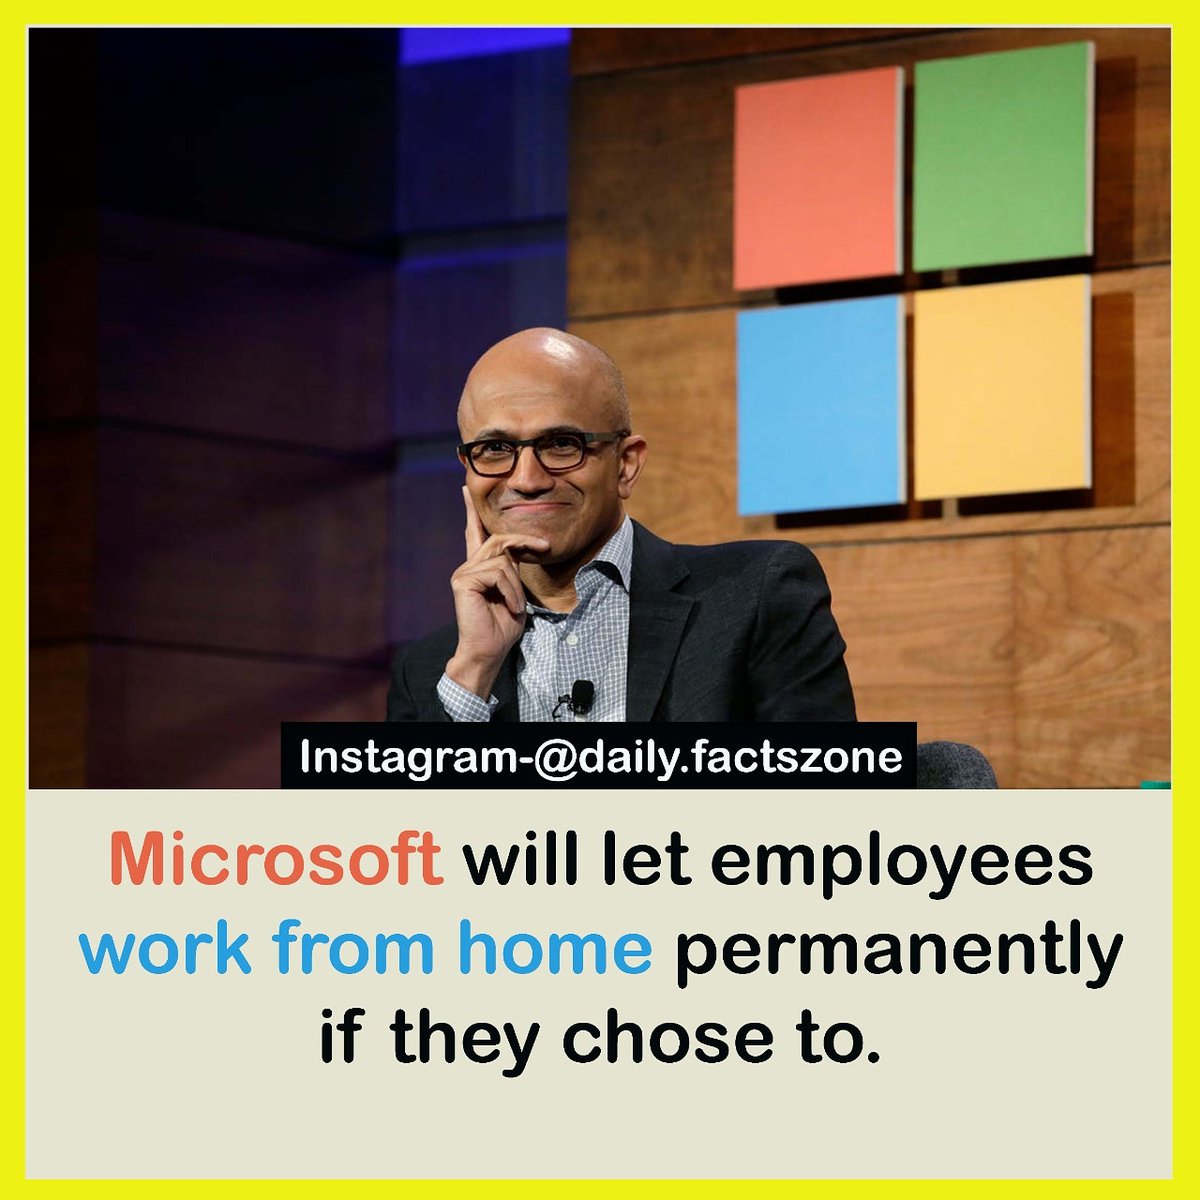 Instagram-@daily.factszone
Microsoft will let employees
work from home permanently
if they chose to.